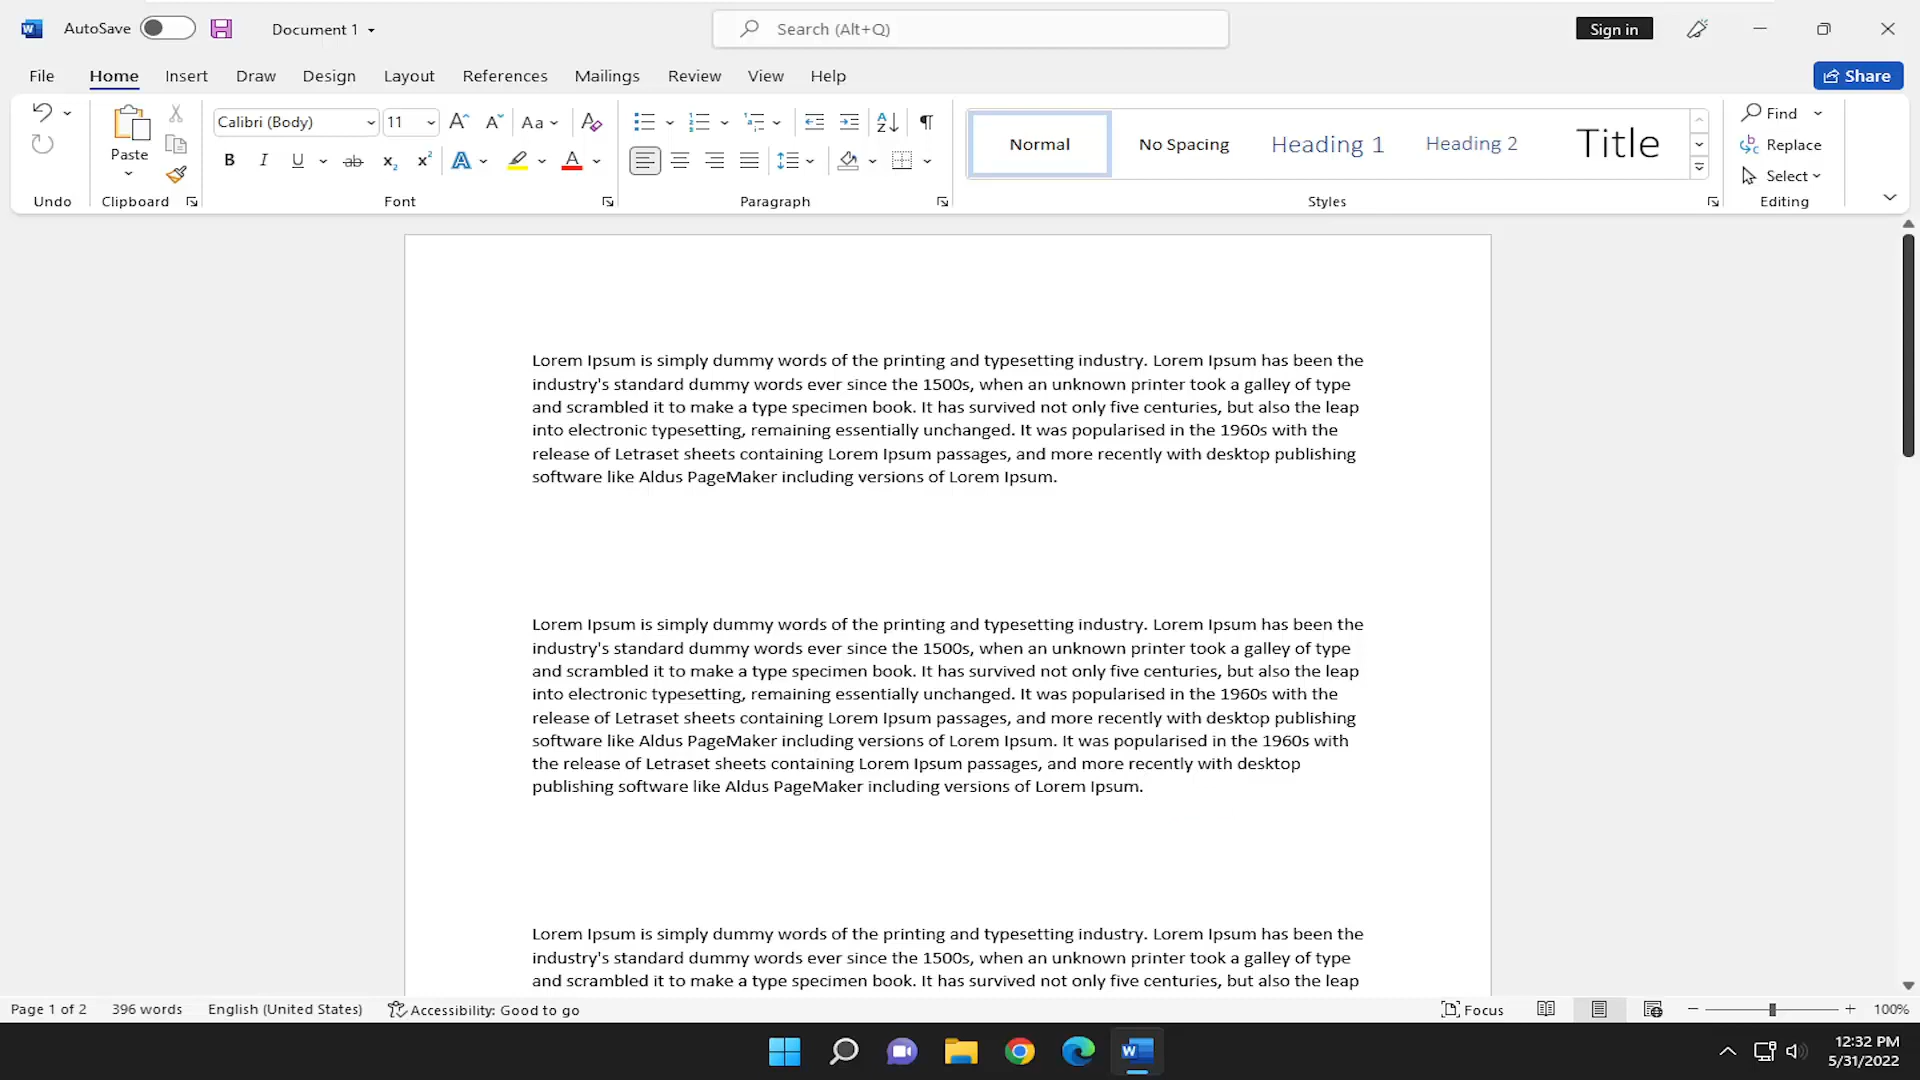 AutoSave
Document 1
Search (Alt+Q)
Sign in
File Home Insert Draw Design Layout References Mailings Review View Help
Share
Paste
Calibri (Body) 11
Aa
Normal No Spacing Heading 1 Heading 2 Title
Find
Replace
Select
Undo Clipboard Font Paragraph Styles Editing
Lorem Ipsum is simply dummy words of the printing and typesetting industry. Lorem Ipsum has been the
industry's standard dummy words ever since the 1500s, when an unknown printer took a galley of type
and scrambled it to make a type specimen book. It has survived not only five centuries, but also the leap
into electronic typesetting, remaining essentially unchanged. It was popularised in the 1960s with the
release of Letraset sheets containing Lorem Ipsum passages, and more recently with desktop publishing
software like Aldus PageMaker including versions of Lorem Ipsum.
Lorem Ipsum is simply dummy words of the printing and typesetting industry. Lorem Ipsum has been the
industry's standard dummy words ever since the 1500s, when an unknown printer took a galley of type
and scrambled it to make a type specimen book. It has survived not only five centuries, but also the leap
into electronic typesetting, remaining essentially unchanged. It was popularised in the 1960s with the
release of Letraset sheets containing Lorem Ipsum passages, and more recently with desktop publishing
software like Aldus PageMaker including versions of Lorem Ipsum. It was popularised in the 1960s with
the release of Letraset sheets containing Lorem Ipsum passages, and more recently with desktop
publishing software like Aldus PageMaker including versions of Lorem Ipsum.
Lorem Ipsum is simply dummy words of the printing and typesetting industry. Lorem Ipsum has been the
industry's standard dummy words ever since the 1500s, when an unknown printer took a galley of type
and scrambled it to make a type specimen book. It has survived not only five centuries, but also the leap
Page 1 of 2 396 words English (United States) Accessibility: Good to go Focus 100%
12:32 PM
5/31/2022